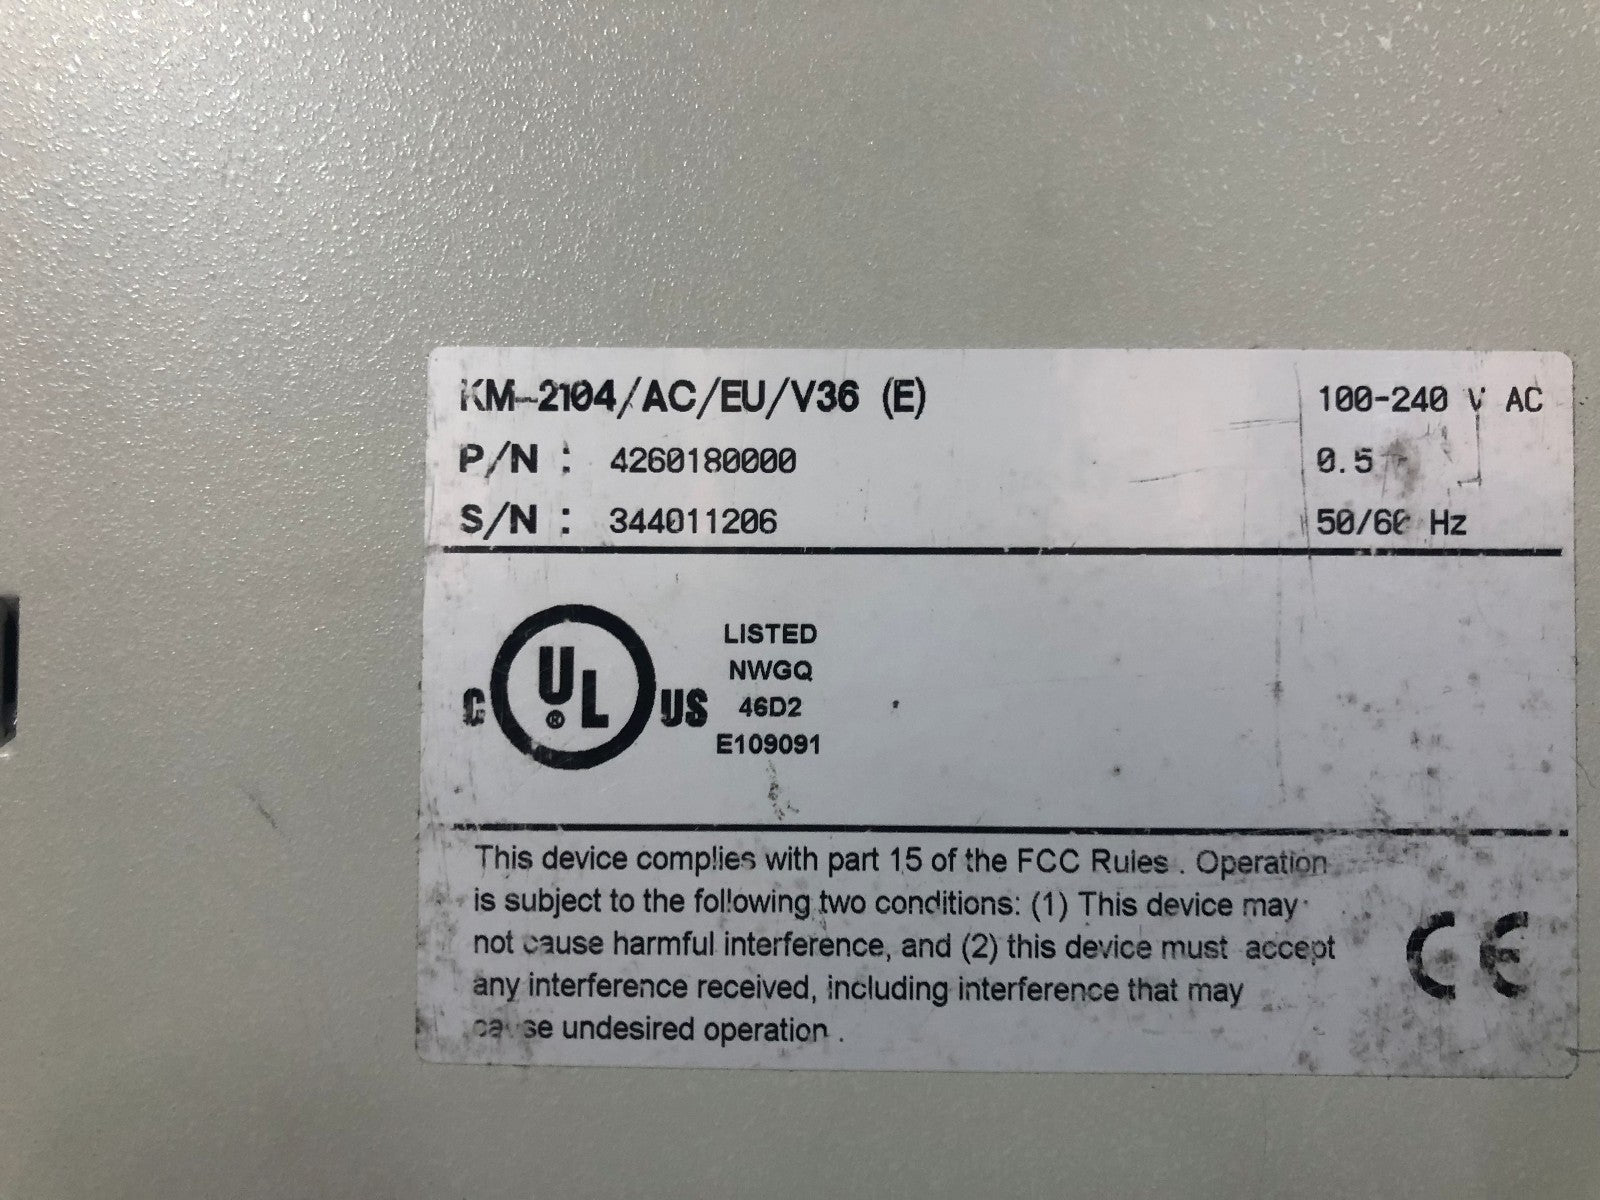 KM-2104/AC/EU/V36 (E) 100-240 V AC
P/N : 4260180000 0.5
S/N : 344011206 50/60 Hz
C UL ® US
LISTED
NWGQ
46D2
E109091
This device complies with part 15 of the FCC Rules . Operation
is subject to the following two conditions: (1) This device may
not cause harmful interference, and (2) this device must accept
any interference received, including interference that may
cause undesired operation .
CE